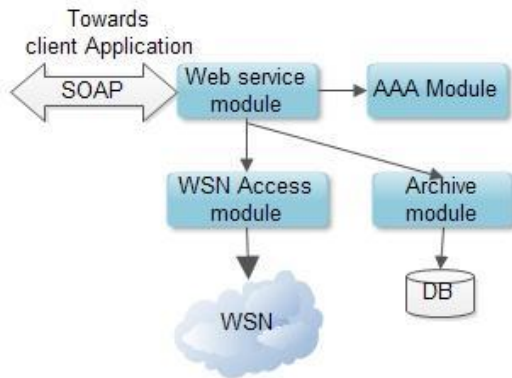 Towards
client Application
SOAP
Web service
module
AAA Module
WSN Access
module
Archive
module
WSN
DB